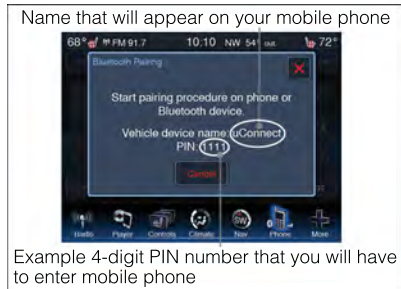 Name that will appear on your mobile phone
68° FM 91.7 10:10 NW 54° out. 72°
Bluetooth Pairing
Start pairing procedure on phone or
Bluetooth device.
Vehicle device name: uConnect
PIN: 1111
Cancel
Radio Player Controls Climate Nav Phone More
Example 4-digit PIN number that you will have
to enter mobile phone